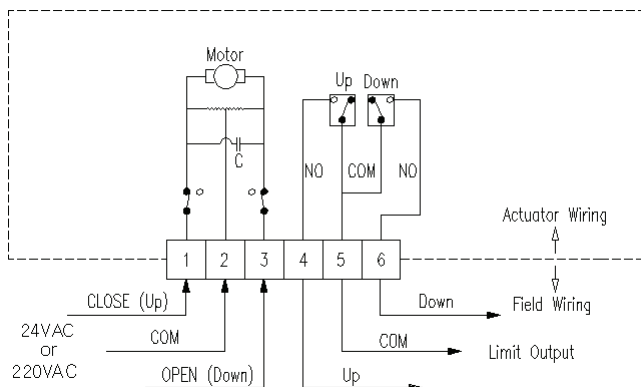 Motor
Up Down
C
NO COM NO
Actuator Wiring
1 2 3 4 5 6
CLOSE (Up)
Down
Field Wiring
24VAC
or
220VAC
COM
COM
Limit Output
OPEN (Down)
Up